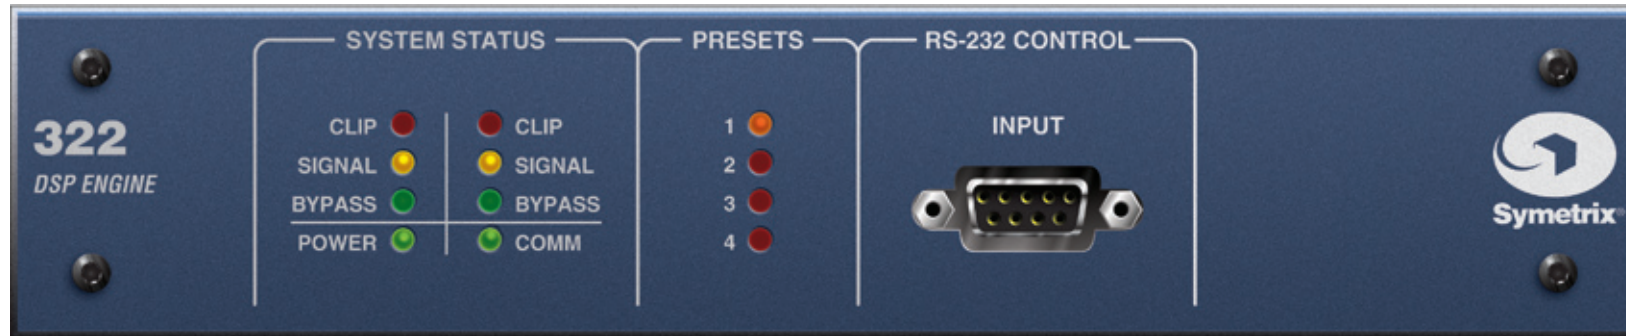 322
DSP ENGINE
SYSTEM STATUS
CLIP CLIP
SIGNAL SIGNAL
BYPASS BYPASS
POWER COMM
PRESETS
1
2
3
4
RS-232 CONTROL
INPUT
Symetrix